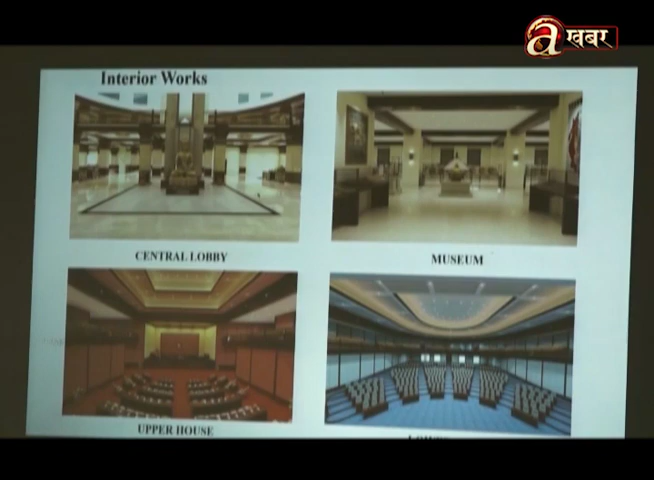 a खबर
Interior Works
CENTRAL LOBBY
MUSEUM
UPPER HOUSE